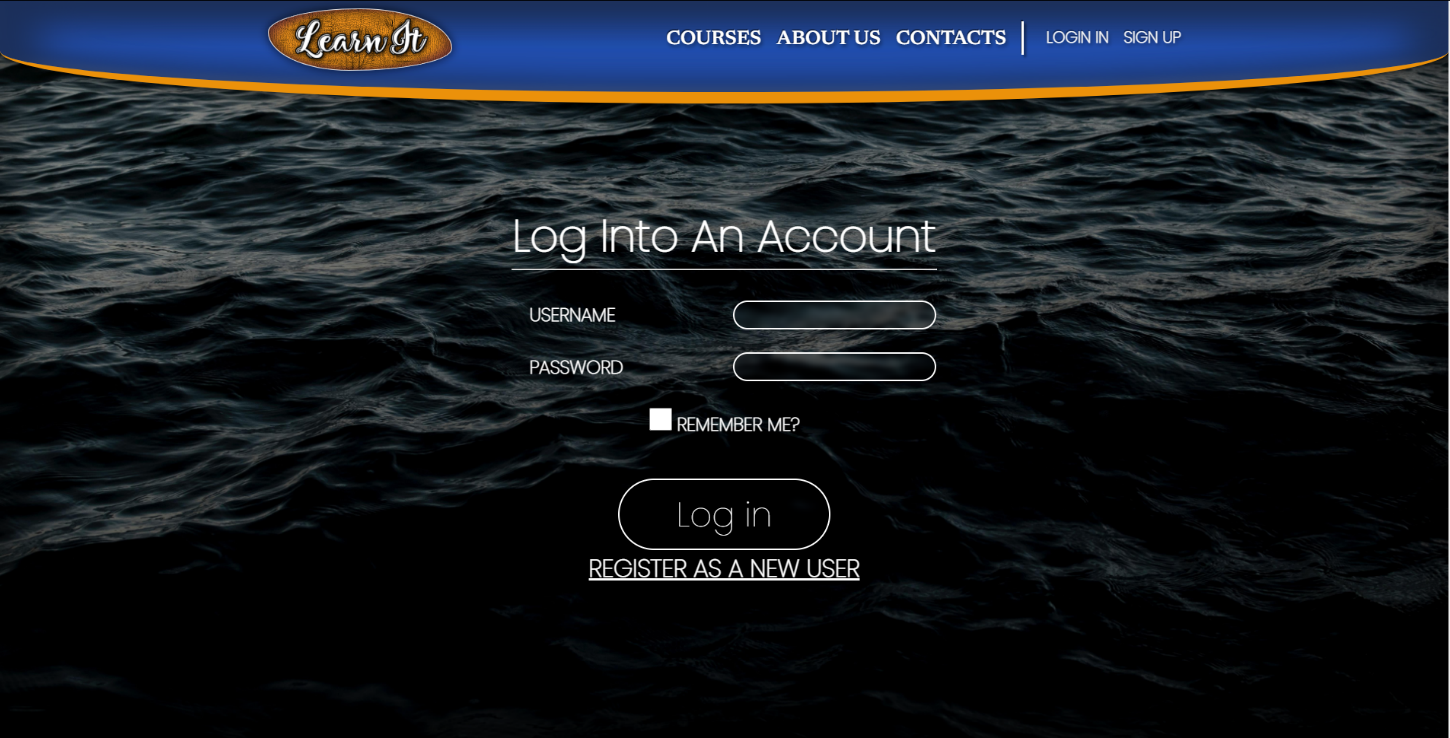 Learn It
COURSES ABOUT US CONTACTS LOGIN IN SIGN UP
Log Into An Account
USERNAME
PASSWORD
REMEMBER ME?
Log in
REGISTER AS A NEW USER